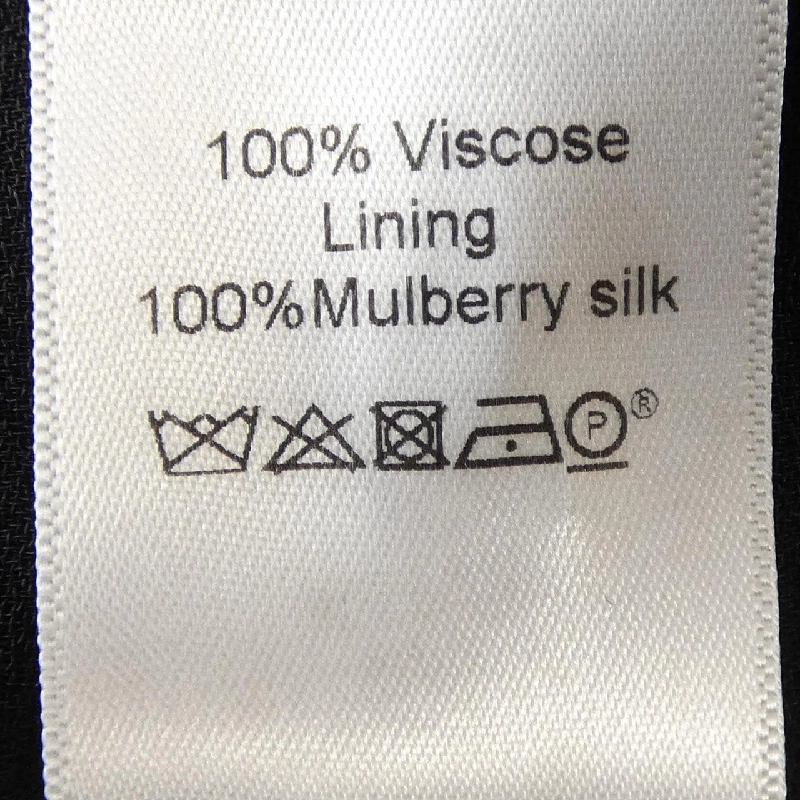 100% Viscose
Lining
100%Mulberry silk
P ®